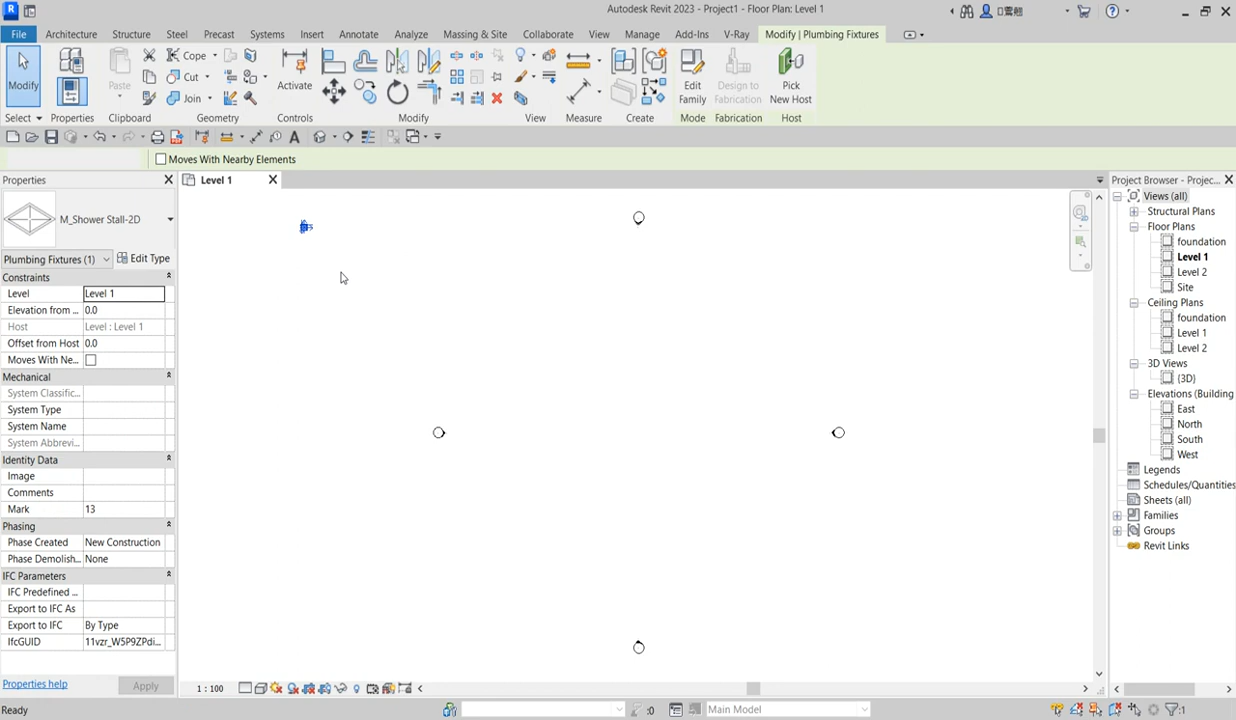 Autodesk Revit 2023 - Project1 - Floor Plan: Level 1
File Architecture Structure Steel Precast Systems Insert Annotate Analyze Massing & Site Collaborate View Manage Add-Ins V-Ray Modify | Plumbing Fixtures
Modify
Paste
Cope
Cut
Join
Activate
Edit Family
Design to Fabrication
Pick New Host
Select Properties Clipboard Geometry Controls Modify View Measure Create Mode Fabrication Host
Moves With Nearby Elements
Properties
Level 1
Project Browser - Projec...
M_Shower Stall-2D
Plumbing Fixtures (1) Edit Type
Constraints
Level Level 1
Elevation from ... 0.0
Host Level : Level 1
Offset from Host 0.0
Moves With Ne...
Mechanical
System Classific...
System Type
System Name
System Abbrevi...
Identity Data
Image
Comments
Mark 13
Phasing
Phase Created New Construction
Phase Demolish... None
IFC Parameters
IFC Predefined ...
Export to IFC As
Export to IFC By Type
IfcGUID 11vzr_W5P9ZPdi...
Properties help Apply
Views (all)
Structural Plans
Floor Plans
foundation
Level 1
Level 2
Site
Ceiling Plans
foundation
Level 1
Level 2
3D Views
(3D)
Elevations (Building
East
North
South
West
Legends
Schedules/Quantities
Sheets (all)
Families
Groups
Revit Links
1 : 100
Ready
:0
Main Model
:1